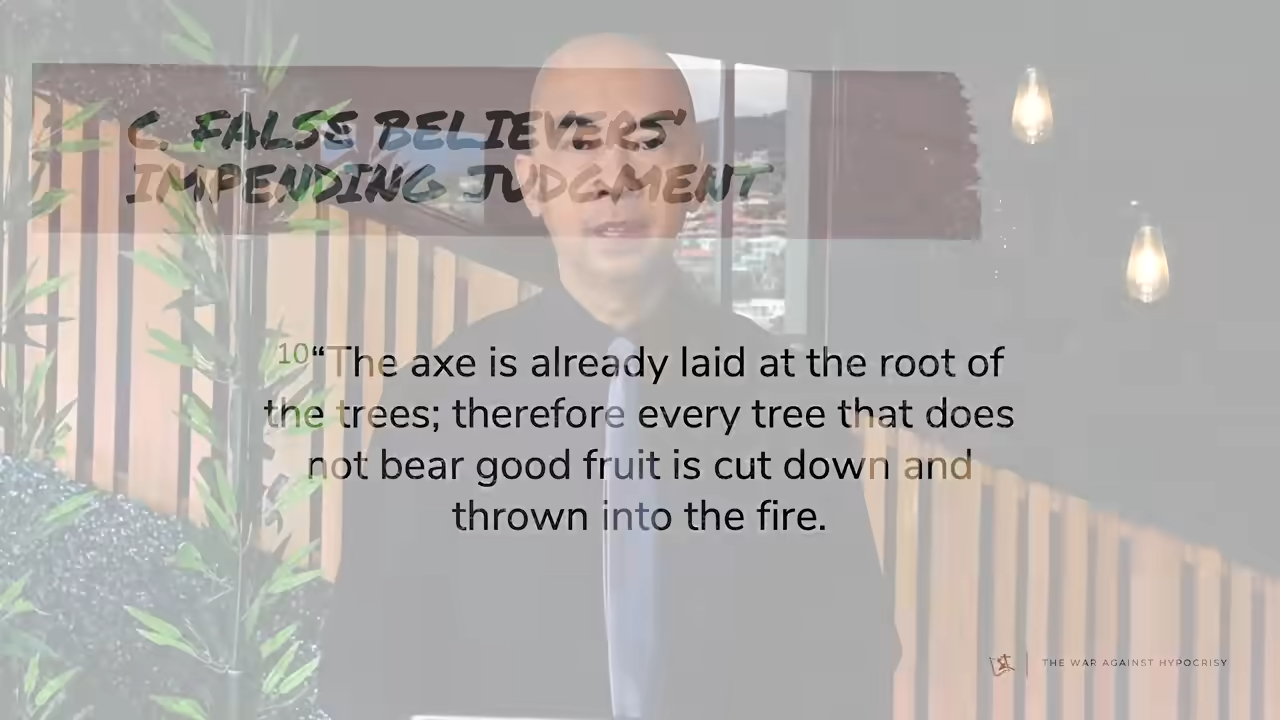 C. FALSE BELIEVERS'
IMPENDING JUDGMENT
10“The axe is already laid at the root of
the trees; therefore every tree that does
not bear good fruit is cut down and
thrown into the fire.
THE WAR AGAINST HYPOCRISY